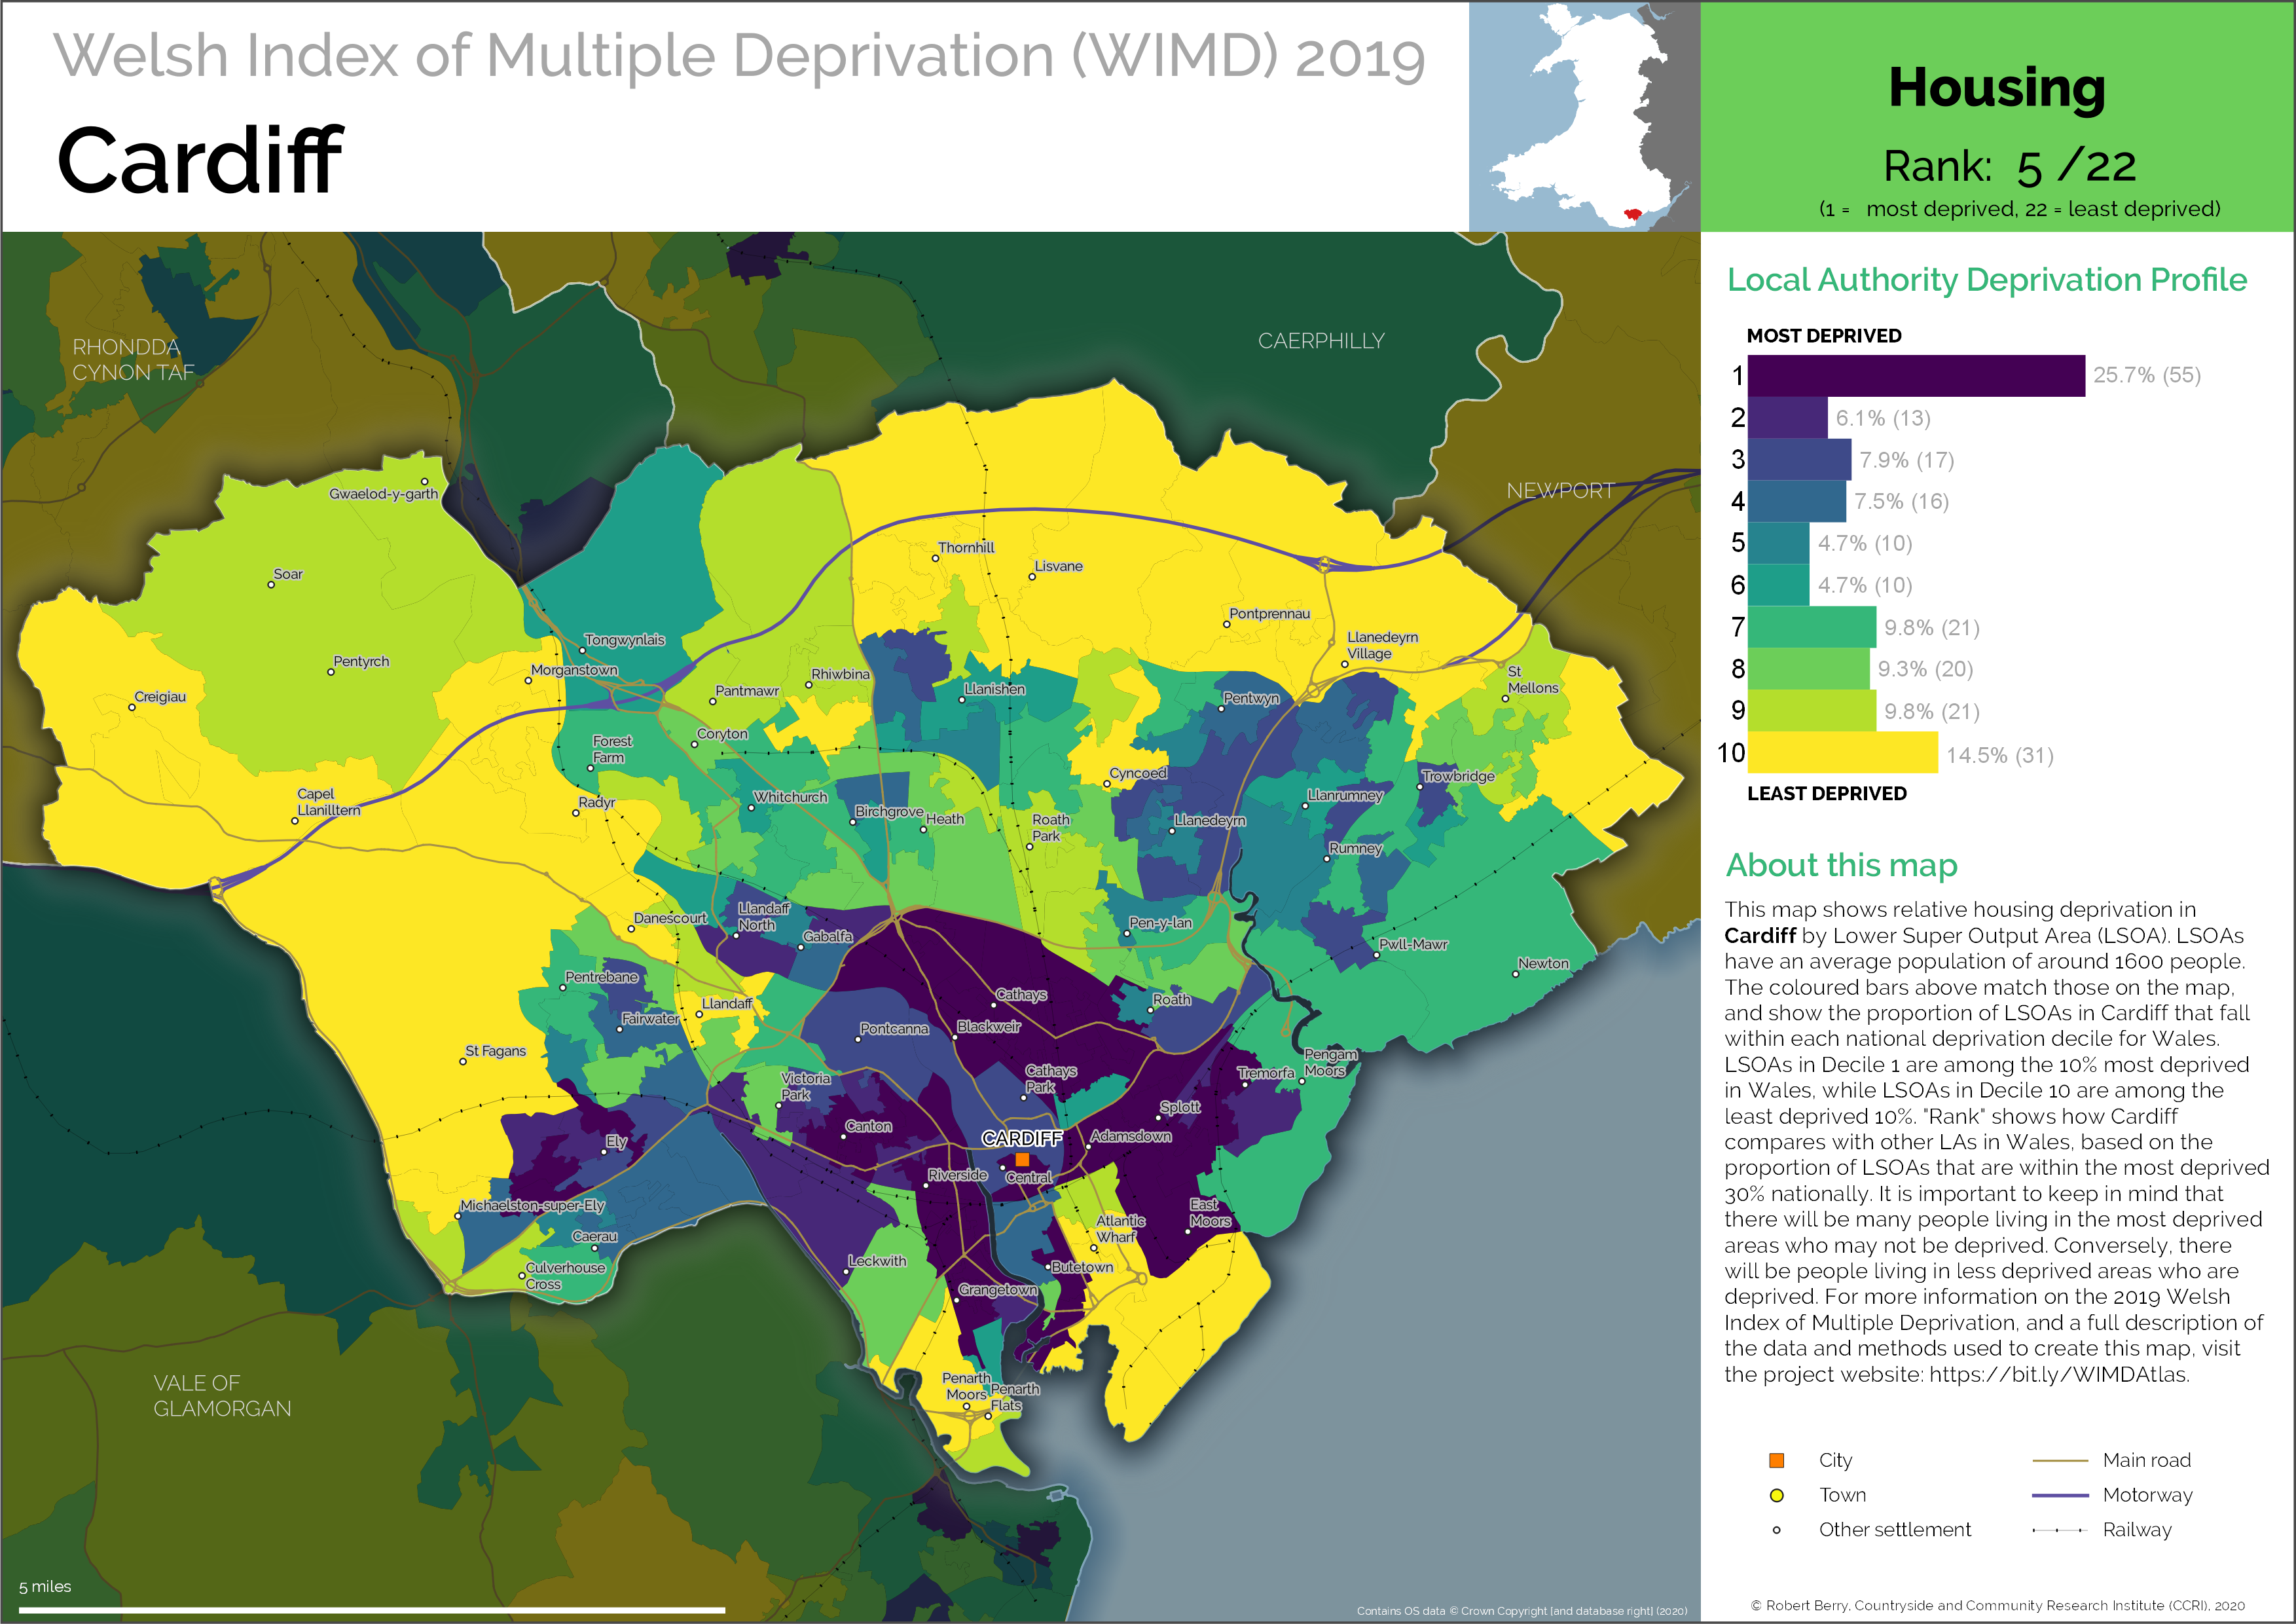 Welsh Index of Multiple Deprivation (WIMD) 2019
Cardiff
Housing
Rank: 5 /22
(1 = most deprived, 22 = least deprived)
RHONDDA
CYNON TAF
CAERPHILLY
NEWPORT
Gwaelod-y-garth
Soar
Thornhill
Lisvane
Pontprennau
Llanedeyrn
Village
Tongwynlais
Pentyrch
Morganstown
Rhiwbina
St
Mellons
Creigiau
Pantmawr
Llanishen
Pentwyn
Coryton
Forest
Farm
Cyncoed
Trowbridge
Capel
Llanilltern
Radyr
Whitchurch
Birchgrove
Heath
Roath
Park
Llanrumney
Llanedeyrn
Rumney
Danescourt
Llandaff
North
Gabalfa
Pen-y-lan
Pwll-Mawr
Newton
Pentrebane
Llandaff
Fairwater
Cathays
Roath
Pontcanna
Blackweir
St Fagans
Victoria
Park
Cathays
Park
Tremorfa
Pengam
Moors
Splott
Canton
Ely
CARDIFF
Adamsdown
Riverside
Central
Michaelston-super-Ely
East
Moors
Atlantic
Wharf
Caerau
Culverhouse
Cross
Leckwith
Butetown
Grangetown
Penarth
Moors
Penarth
Flats
VALE OF
GLAMORGAN
5 miles
Contains OS data © Crown Copyright [and database right] (2020)
Local Authority Deprivation Profile
MOST DEPRIVED
1 25.7% (55)
2 6.1% (13)
3 7.9% (17)
4 7.5% (16)
5 4.7% (10)
6 4.7% (10)
7 9.8% (21)
8 9.3% (20)
9 9.8% (21)
10 14.5% (31)
LEAST DEPRIVED
About this map
This map shows relative housing deprivation in
Cardiff by Lower Super Output Area (LSOA). LSOAs
have an average population of around 1600 people.
The coloured bars above match those on the map,
and show the proportion of LSOAs in Cardiff that fall
within each national deprivation decile for Wales.
LSOAs in Decile 1 are among the 10% most deprived
in Wales, while LSOAs in Decile 10 are among the
least deprived 10%. "Rank" shows how Cardiff
compares with other LAs in Wales, based on the
proportion of LSOAs that are within the most deprived
30% nationally. It is important to keep in mind that
there will be many people living in the most deprived
areas who may not be deprived. Conversely, there
will be people living in less deprived areas who are
deprived. For more information on the 2019 Welsh
Index of Multiple Deprivation, and a full description of
the data and methods used to create this map, visit
the project website: https://bit.ly/WIMDAtlas.
City
Main road
Town
Motorway
Other settlement
Railway
© Robert Berry, Countryside and Community Research Institute (CCRI), 2020